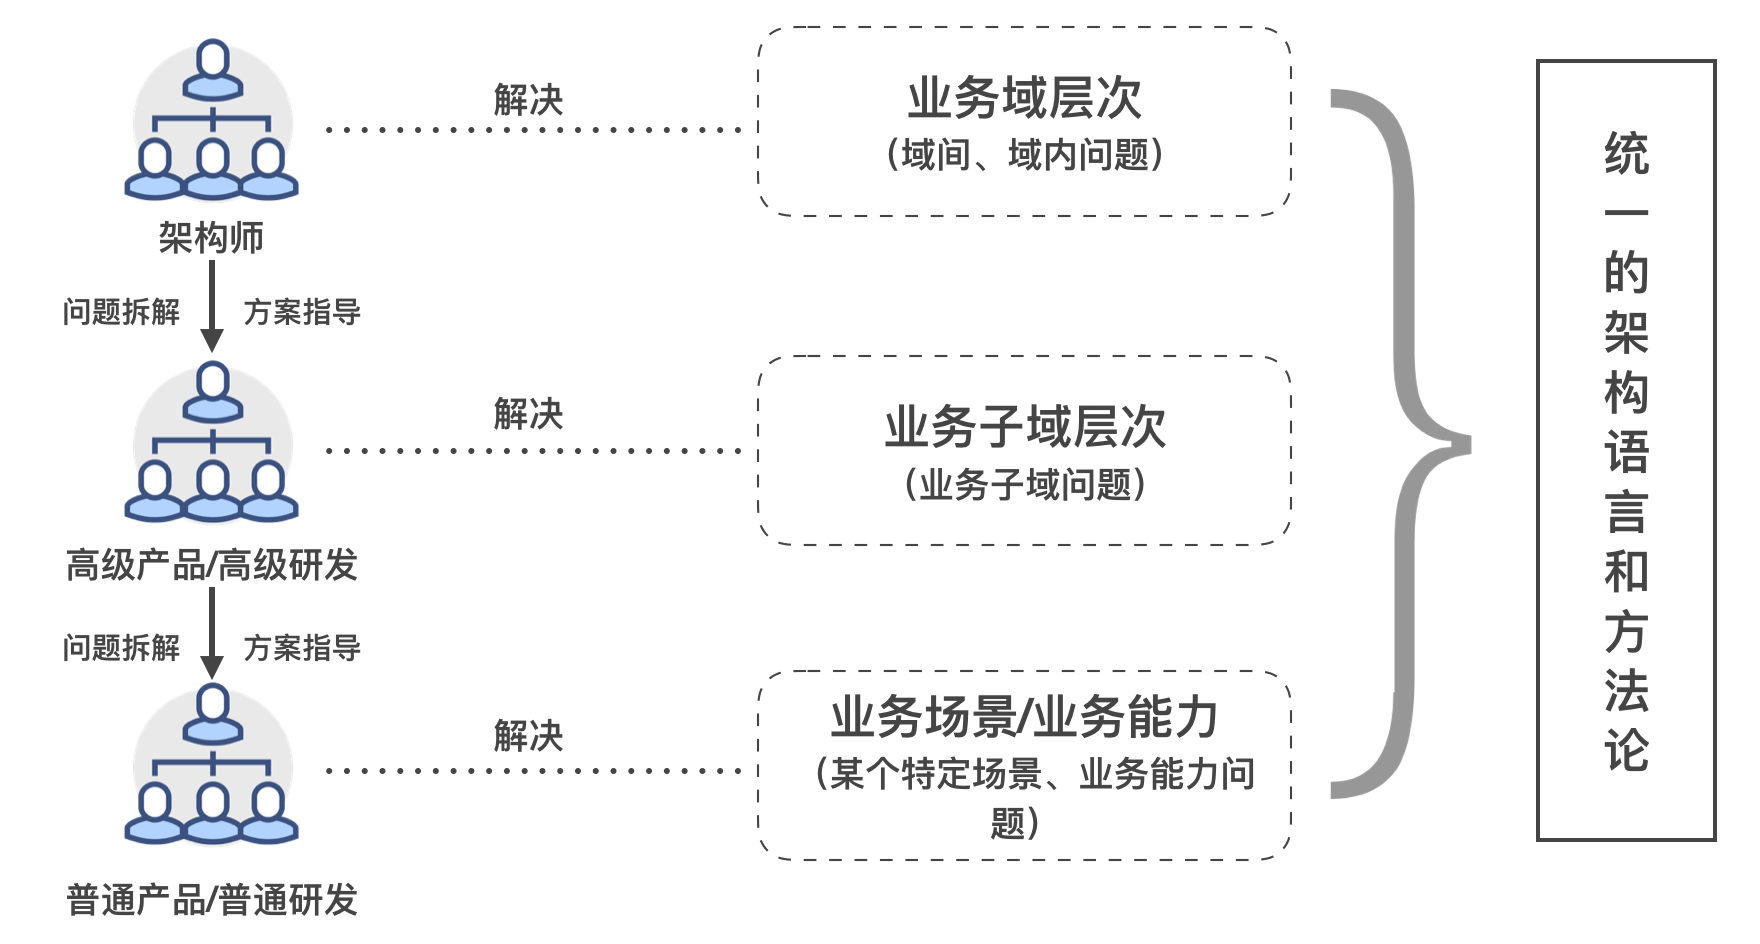 解决
业务域层次
（域间、域内问题）
架构师
问题拆解
方案指导
解决
业务子域层次
（业务子域问题）
高级产品/高级研发
问题拆解
方案指导
解决
业务场景/业务能力
（某个特定场景、业务能力问
题）
普通产品/普通研发
统一的架构语言和方法论